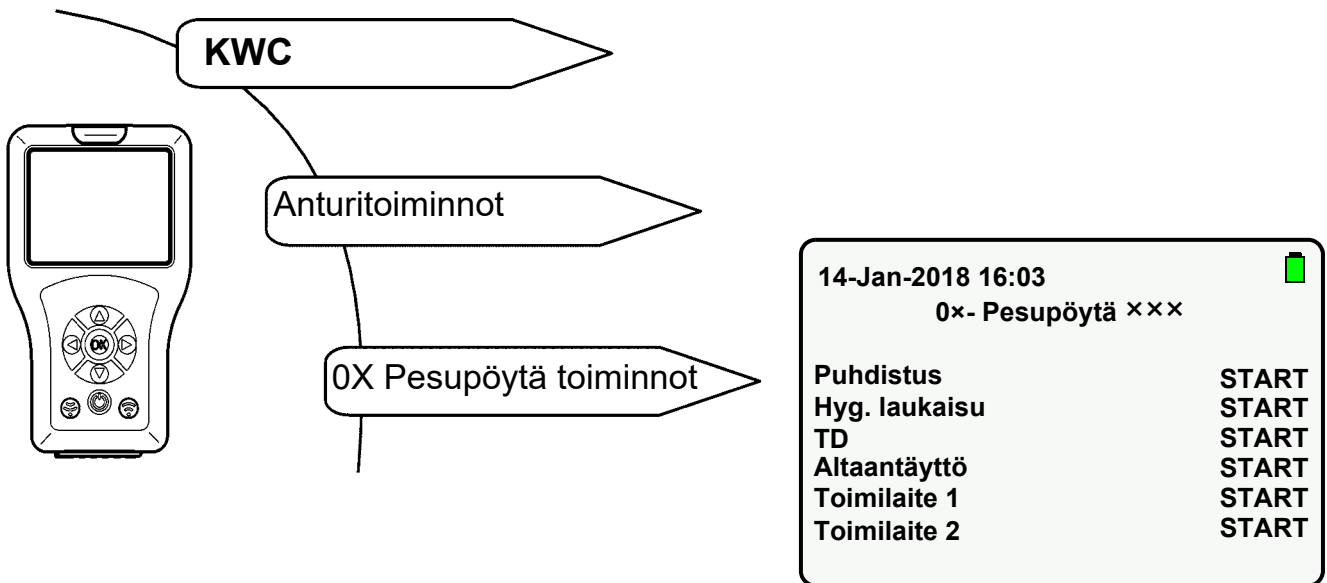 KWC
Anturitoiminnot
0X Pesupöytä toiminnot
OK
14-Jan-2018 16:03
0×- Pesupöytä ×××
Puhdistus START
Hyg. laukaisu START
TD START
Altaantäyttö START
Toimilaite 1 START
Toimilaite 2 START